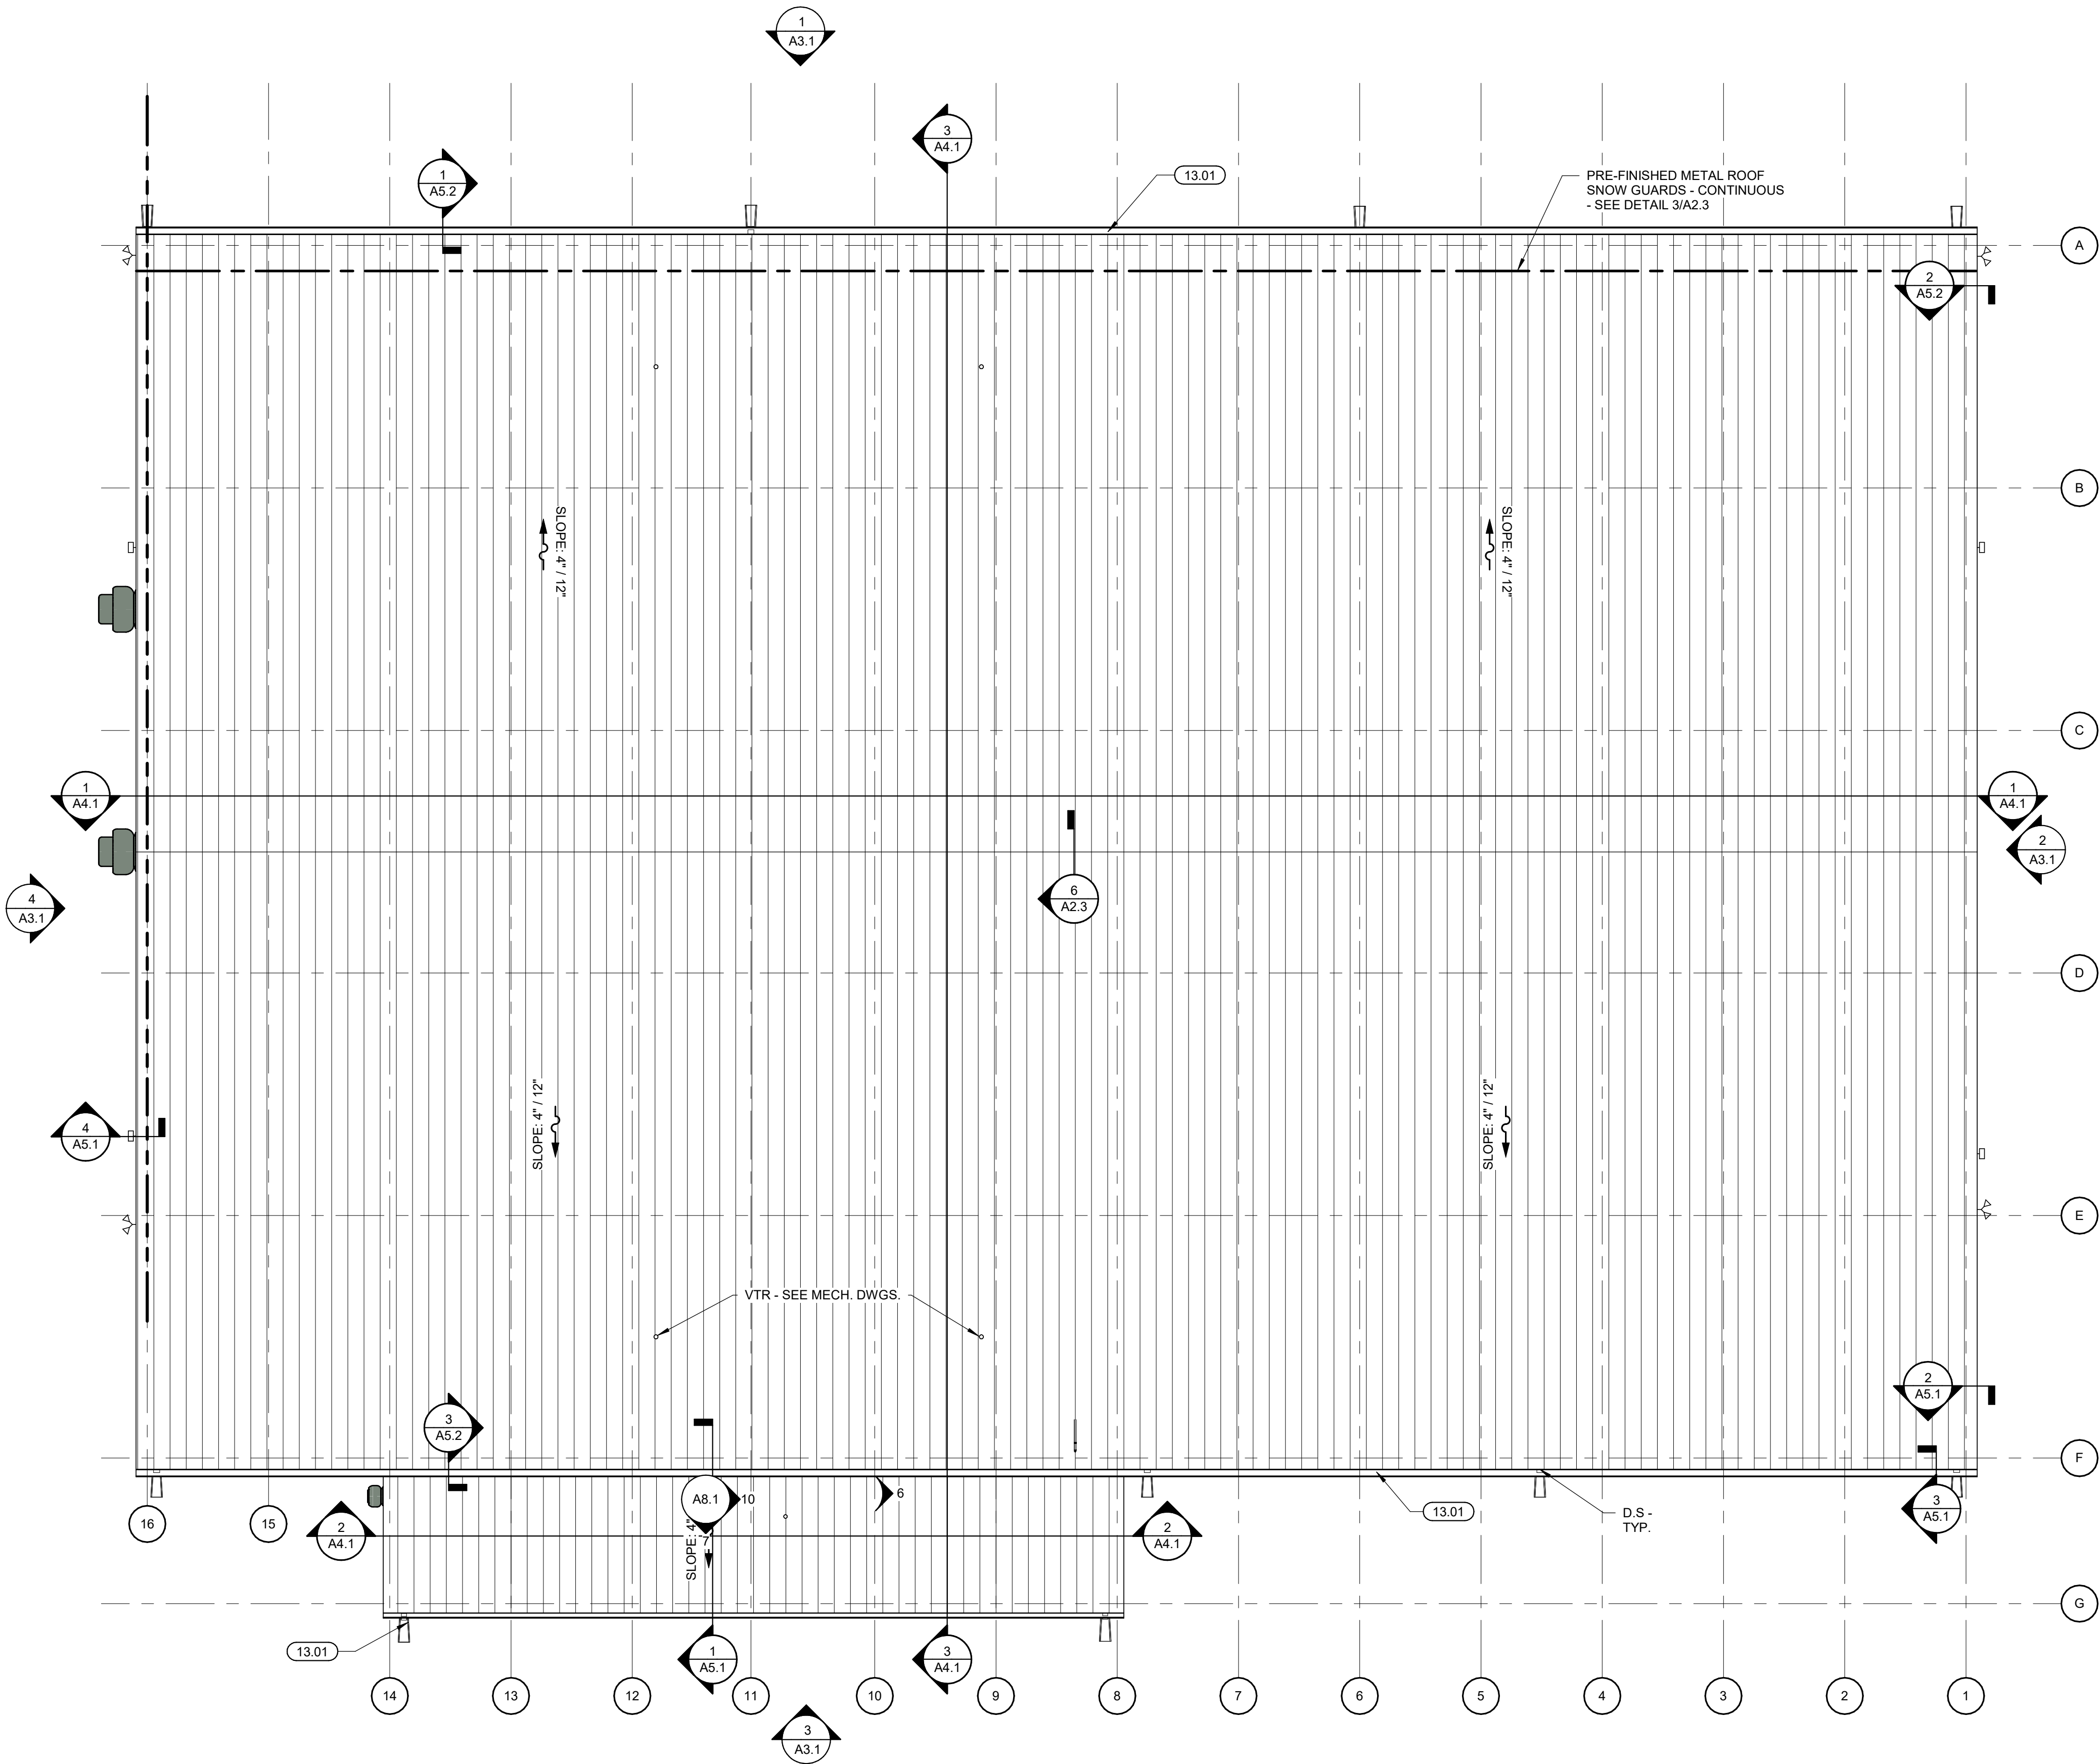 1
A3.1
3
A4.1
1
A5.2
13.01
PRE-FINISHED METAL ROOF
SNOW GUARDS - CONTINUOUS
- SEE DETAIL 3/A2.3
A
2
A5.2
B
SLOPE: 4" / 12"
SLOPE: 4" / 12"
C
1
A4.1
1
A4.1
2
A3.1
6
A2.3
4
A3.1
D
SLOPE: 4" / 12"
SLOPE: 4" / 12"
4
A5.1
E
VTR - SEE MECH. DWGS.
2
A5.1
3
A5.2
F
A8.1
10
6
7
SLOPE: 4"
13.01
D.S -
TYP.
3
A5.1
16
15
2
A4.1
2
A4.1
G
13.01
1
A5.1
3
A4.1
14
13
12
11
10
9
8
7
6
5
4
3
2
1
3
A3.1